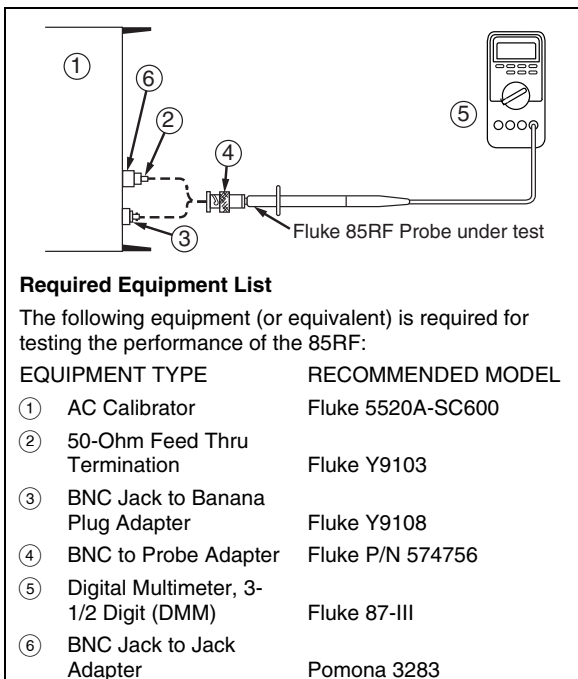 ①
⑥
②
④
⑤
③
Fluke 85RF Probe under test
Required Equipment List
The following equipment (or equivalent) is required for
testing the performance of the 85RF:
EQUIPMENT TYPE RECOMMENDED MODEL
① AC Calibrator Fluke 5520A-SC600
② 50-Ohm Feed Thru
Termination Fluke Y9103
③ BNC Jack to Banana
Plug Adapter Fluke Y9108
④ BNC to Probe Adapter Fluke P/N 574756
⑤ Digital Multimeter, 3-
1/2 Digit (DMM) Fluke 87-III
⑥ BNC Jack to Jack
Adapter Pomona 3283